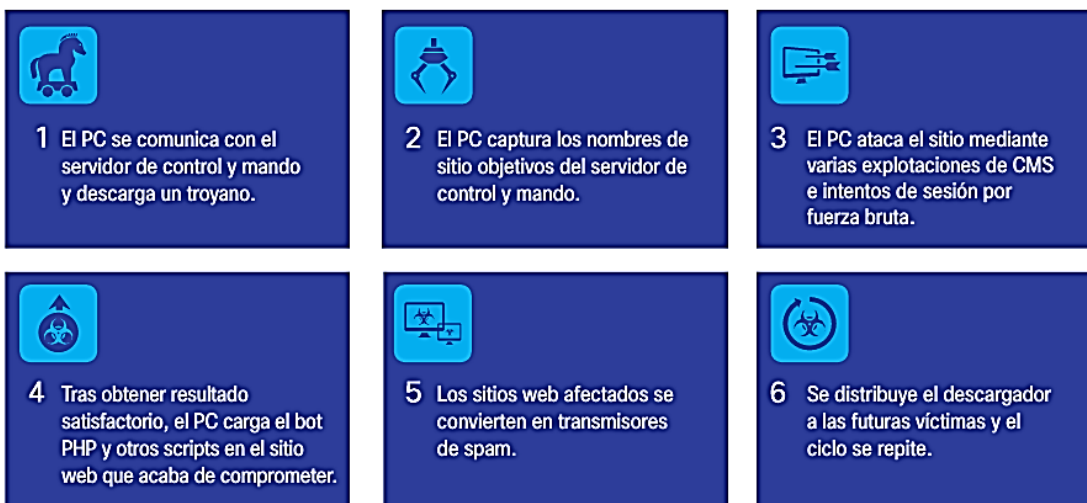 1 El PC se comunica con el
servidor de control y mando
y descarga un troyano.
2 El PC captura los nombres de
sitio objetivos del servidor de
control y mando.
3 El PC ataca el sitio mediante
varias explotaciones de CMS
e intentos de sesión por
fuerza bruta.
4 Tras obtener resultado
satisfactorio, el PC carga el bot
PHP y otros scripts en el sitio
web que acaba de comprometer.
5 Los sitios web afectados se
convierten en transmisores
de spam.
6 Se distribuye el descargador
a las futuras víctimas y el
ciclo se repite.